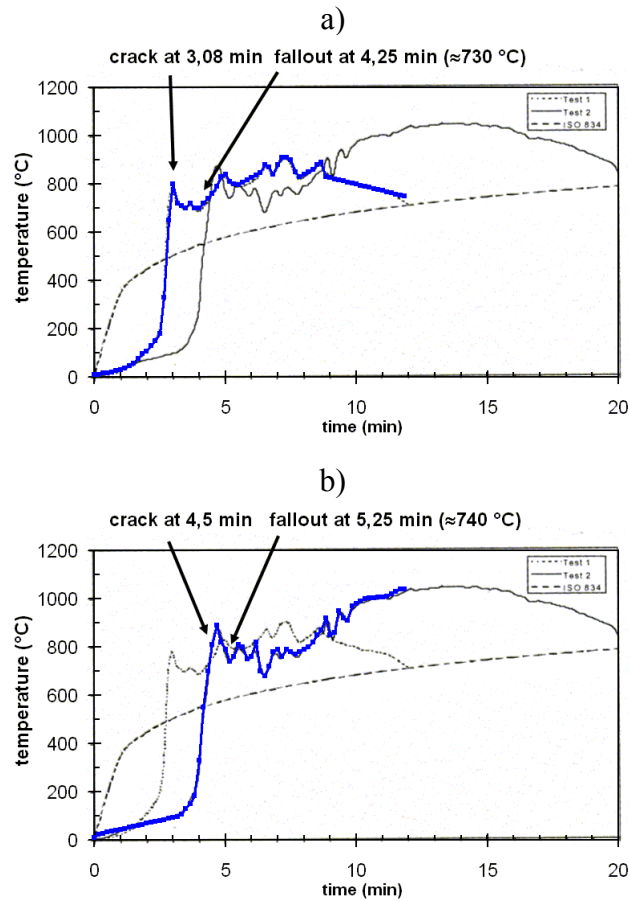 a)
crack at 3,08 min fallout at 4,25 min (≈730 °C)
1200
1000
800
600
400
200
0
temperature (°C)
Test 1
Test 2
ISO 834
0 5 10 15 20
time (min)
b)
crack at 4,5 min fallout at 5,25 min (≈740 °C)
1200
1000
800
600
400
200
0
temperature (°C)
Test 1
Test 2
ISO 834
0 5 10 15 20
time (min)